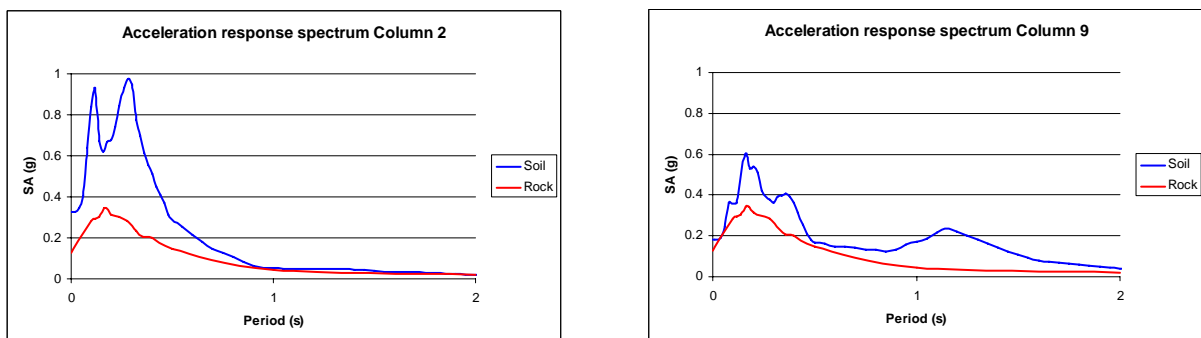 Acceleration response spectrum Column 2
SA (g)
1
0.8
0.6
0.4
0.2
0
0 1 2
Period (s)
Soil
Rock
Acceleration response spectrum Column 9
SA (g)
1
0.8
0.6
0.4
0.2
0
0 1 2
Period (s)
Soil
Rock